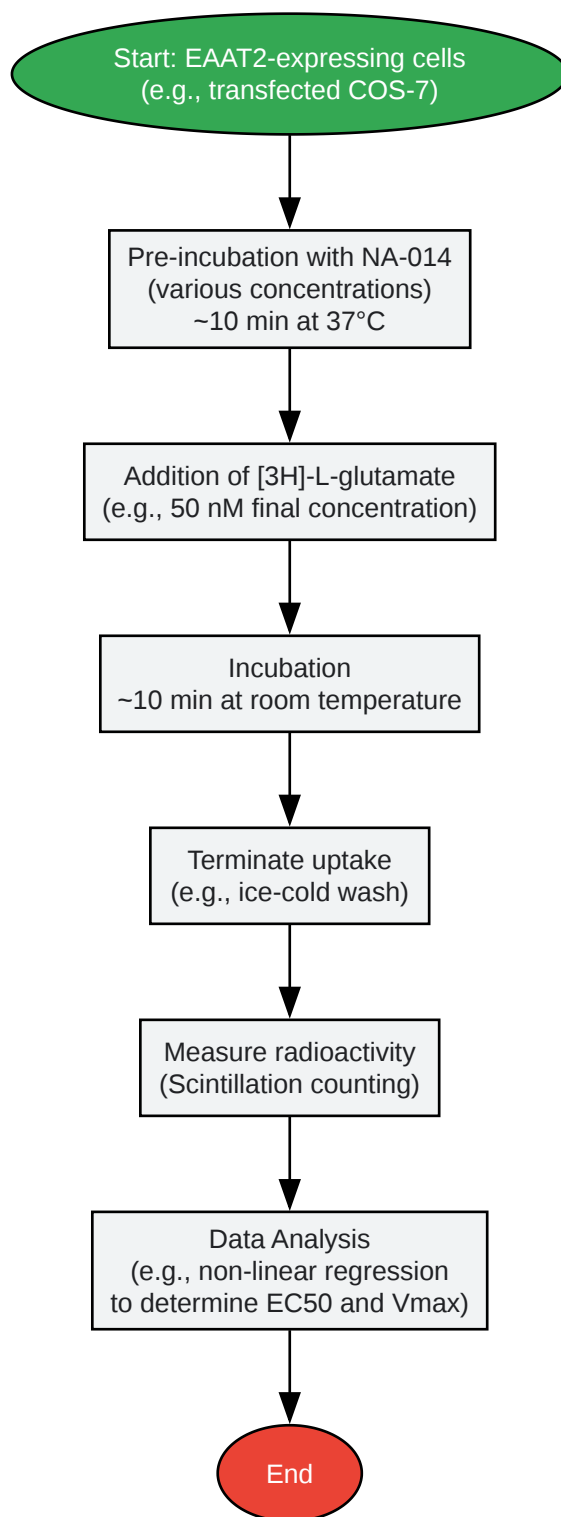 Start: EAAT2-expressing cells
(e.g., transfected COS-7)
Pre-incubation with NA-014
(various concentrations)
~10 min at 37°C
Addition of [3H]-L-glutamate
(e.g., 50 nM final concentration)
Incubation
~10 min at room temperature
Terminate uptake
(e.g., ice-cold wash)
Measure radioactivity
(Scintillation counting)
Data Analysis
(e.g., non-linear regression
to determine EC50 and Vmax)
End